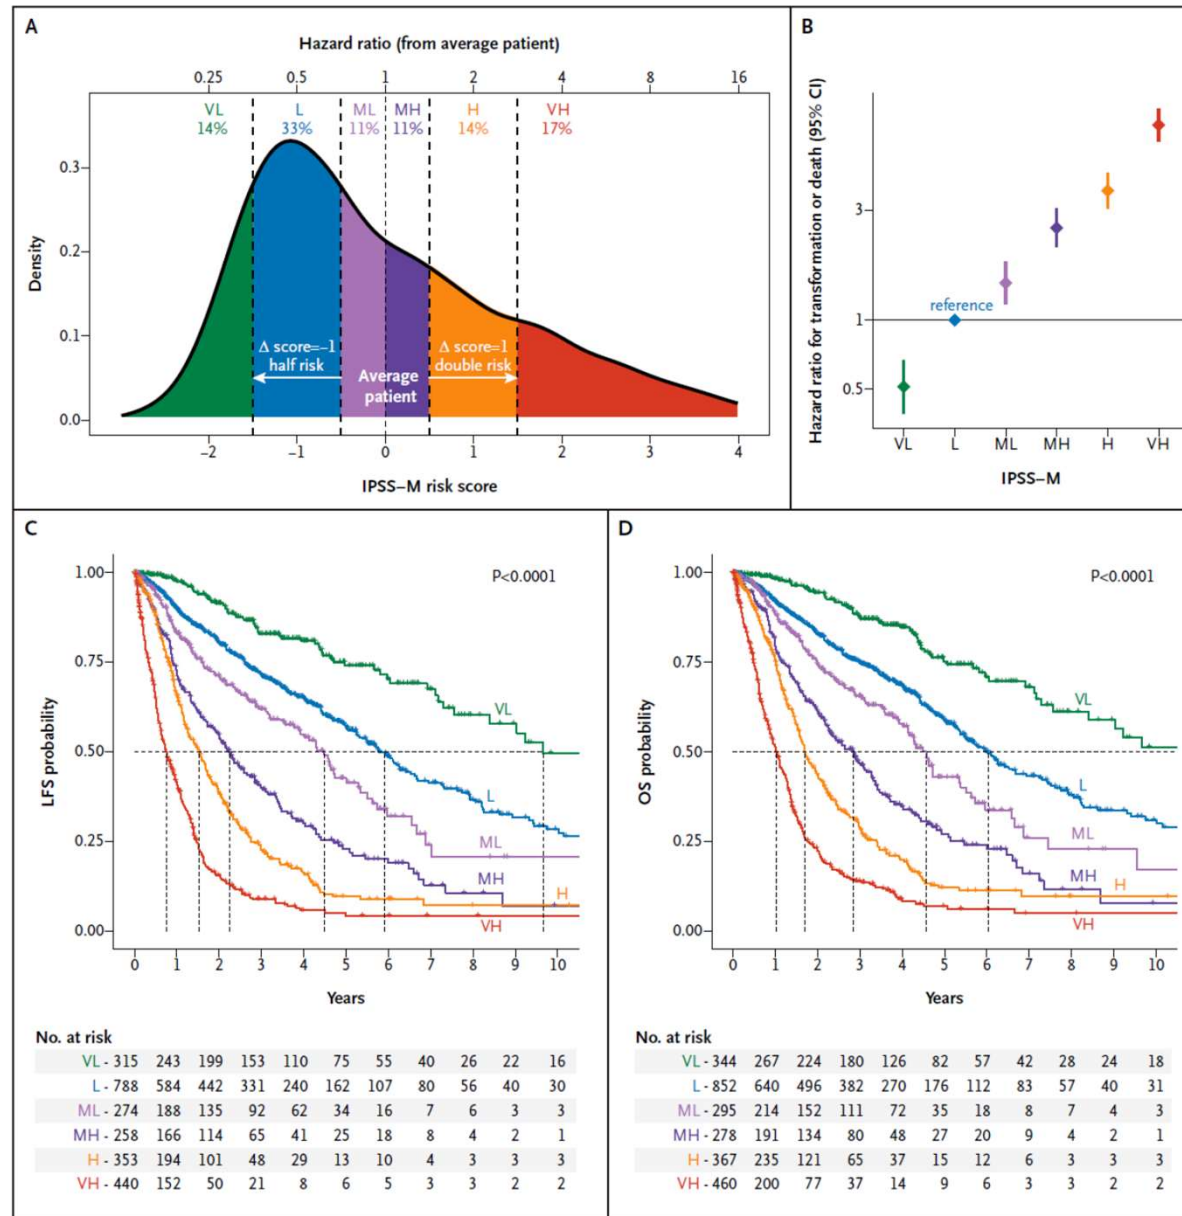 A
Hazard ratio (from average patient)
0.25 0.5 1 2 4 8 16
VL L ML MH H VH
14% 33% 11% 11% 14% 17%
Density
0.3
0.2
0.1
0.0
Δ score=–1
half risk
Average
patient
Δ score=1
double risk
–2 –1 0 1 2 3 4
IPSS–M risk score
B
Hazard ratio for transformation or death (95% CI)
3
1
0.5
reference
VL L ML MH H VH
IPSS–M
C
LFS probability
1.00
0.75
0.50
0.25
0.00
P<0.0001
VL
L
ML
MH
H
VH
0 1 2 3 4 5 6 7 8 9 10
Years
No. at risk
VL - 315 243 199 153 110 75 55 40 26 22 16
L - 788 584 442 331 240 162 107 80 56 40 30
ML - 274 188 135 92 62 34 16 7 6 3 3
MH - 258 166 114 65 41 25 18 8 4 2 1
H - 353 194 101 48 29 13 10 4 3 3 3
VH - 440 152 50 21 8 6 5 3 3 2 2
D
OS probability
1.00
0.75
0.50
0.25
0.00
P<0.0001
VL
L
ML
MH
H
VH
0 1 2 3 4 5 6 7 8 9 10
Years
No. at risk
VL - 344 267 224 180 126 82 57 42 28 24 18
L - 852 640 496 382 270 176 112 83 57 40 31
ML - 295 214 152 111 72 35 18 8 7 4 3
MH - 278 191 134 80 48 27 20 9 4 2 1
H - 367 235 121 65 37 15 12 6 3 3 3
VH - 460 200 77 37 14 9 6 3 3 2 2